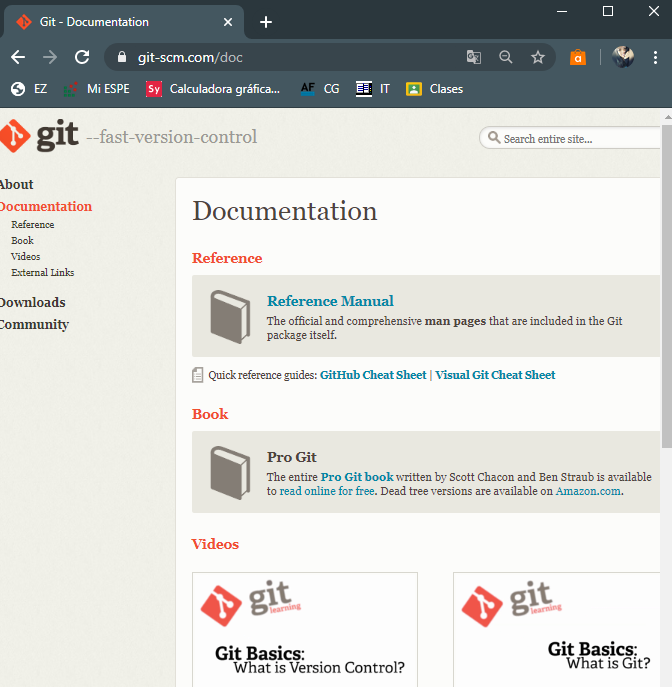 Git - Documentation
git-scm.com/doc
EZ Mi ESPE Sy Calculadora gráfica... AF CG IT Clases
git --fast-version-control
Search entire site...
About
Documentation
Reference
Book
Videos
External Links
Downloads
Community
Documentation
Reference
Reference Manual
The official and comprehensive man pages that are included in the Git
package itself.
Quick reference guides: GitHub Cheat Sheet | Visual Git Cheat Sheet
Book
Pro Git
The entire Pro Git book written by Scott Chacon and Ben Straub is available
to read online for free. Dead tree versions are available on Amazon.com.
Videos
git
learning
Git Basics:
What is Version Control?
git
learning
Git Basics:
What is Git?